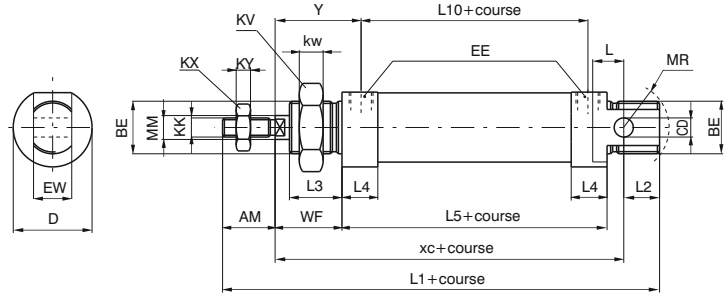 Y
L10+course
KV
kw
EE
L
MR
KX
KY
BE
MM
KK
CD
BE
EW
D
L3
L4
L4
L2
AM
WF
L5+course
xc+course
L1+course